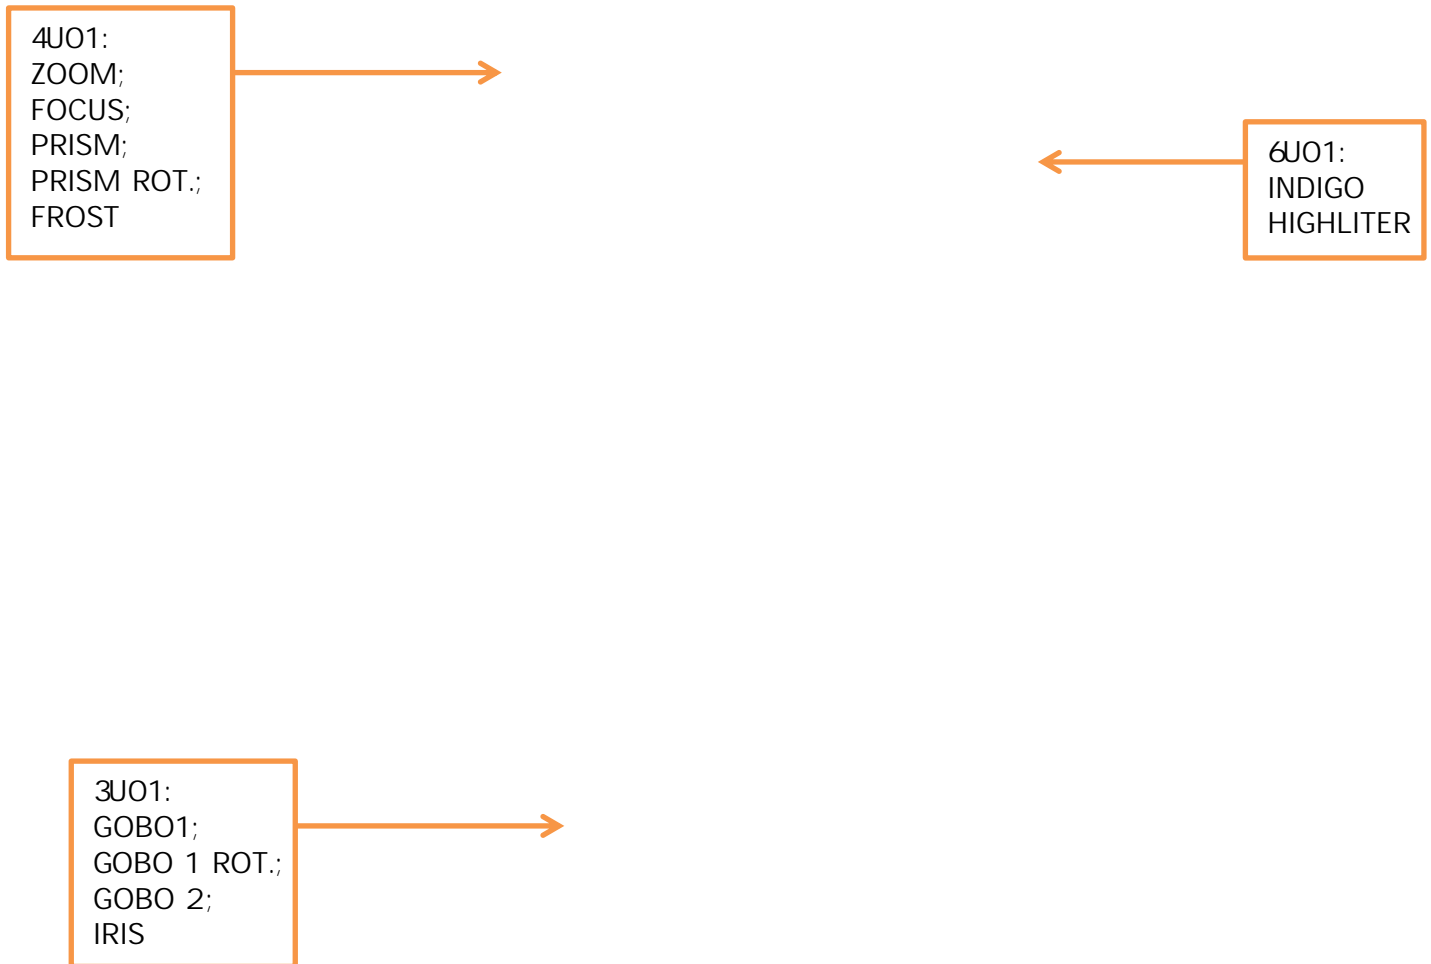 4U01:
ZOOM;
FOCUS;
PRISM;
PRISM ROT.;
FROST
6U01:
INDIGO
HIGHLITER
3U01:
GOBO1;
GOBO 1 ROT.;
GOBO 2;
IRIS